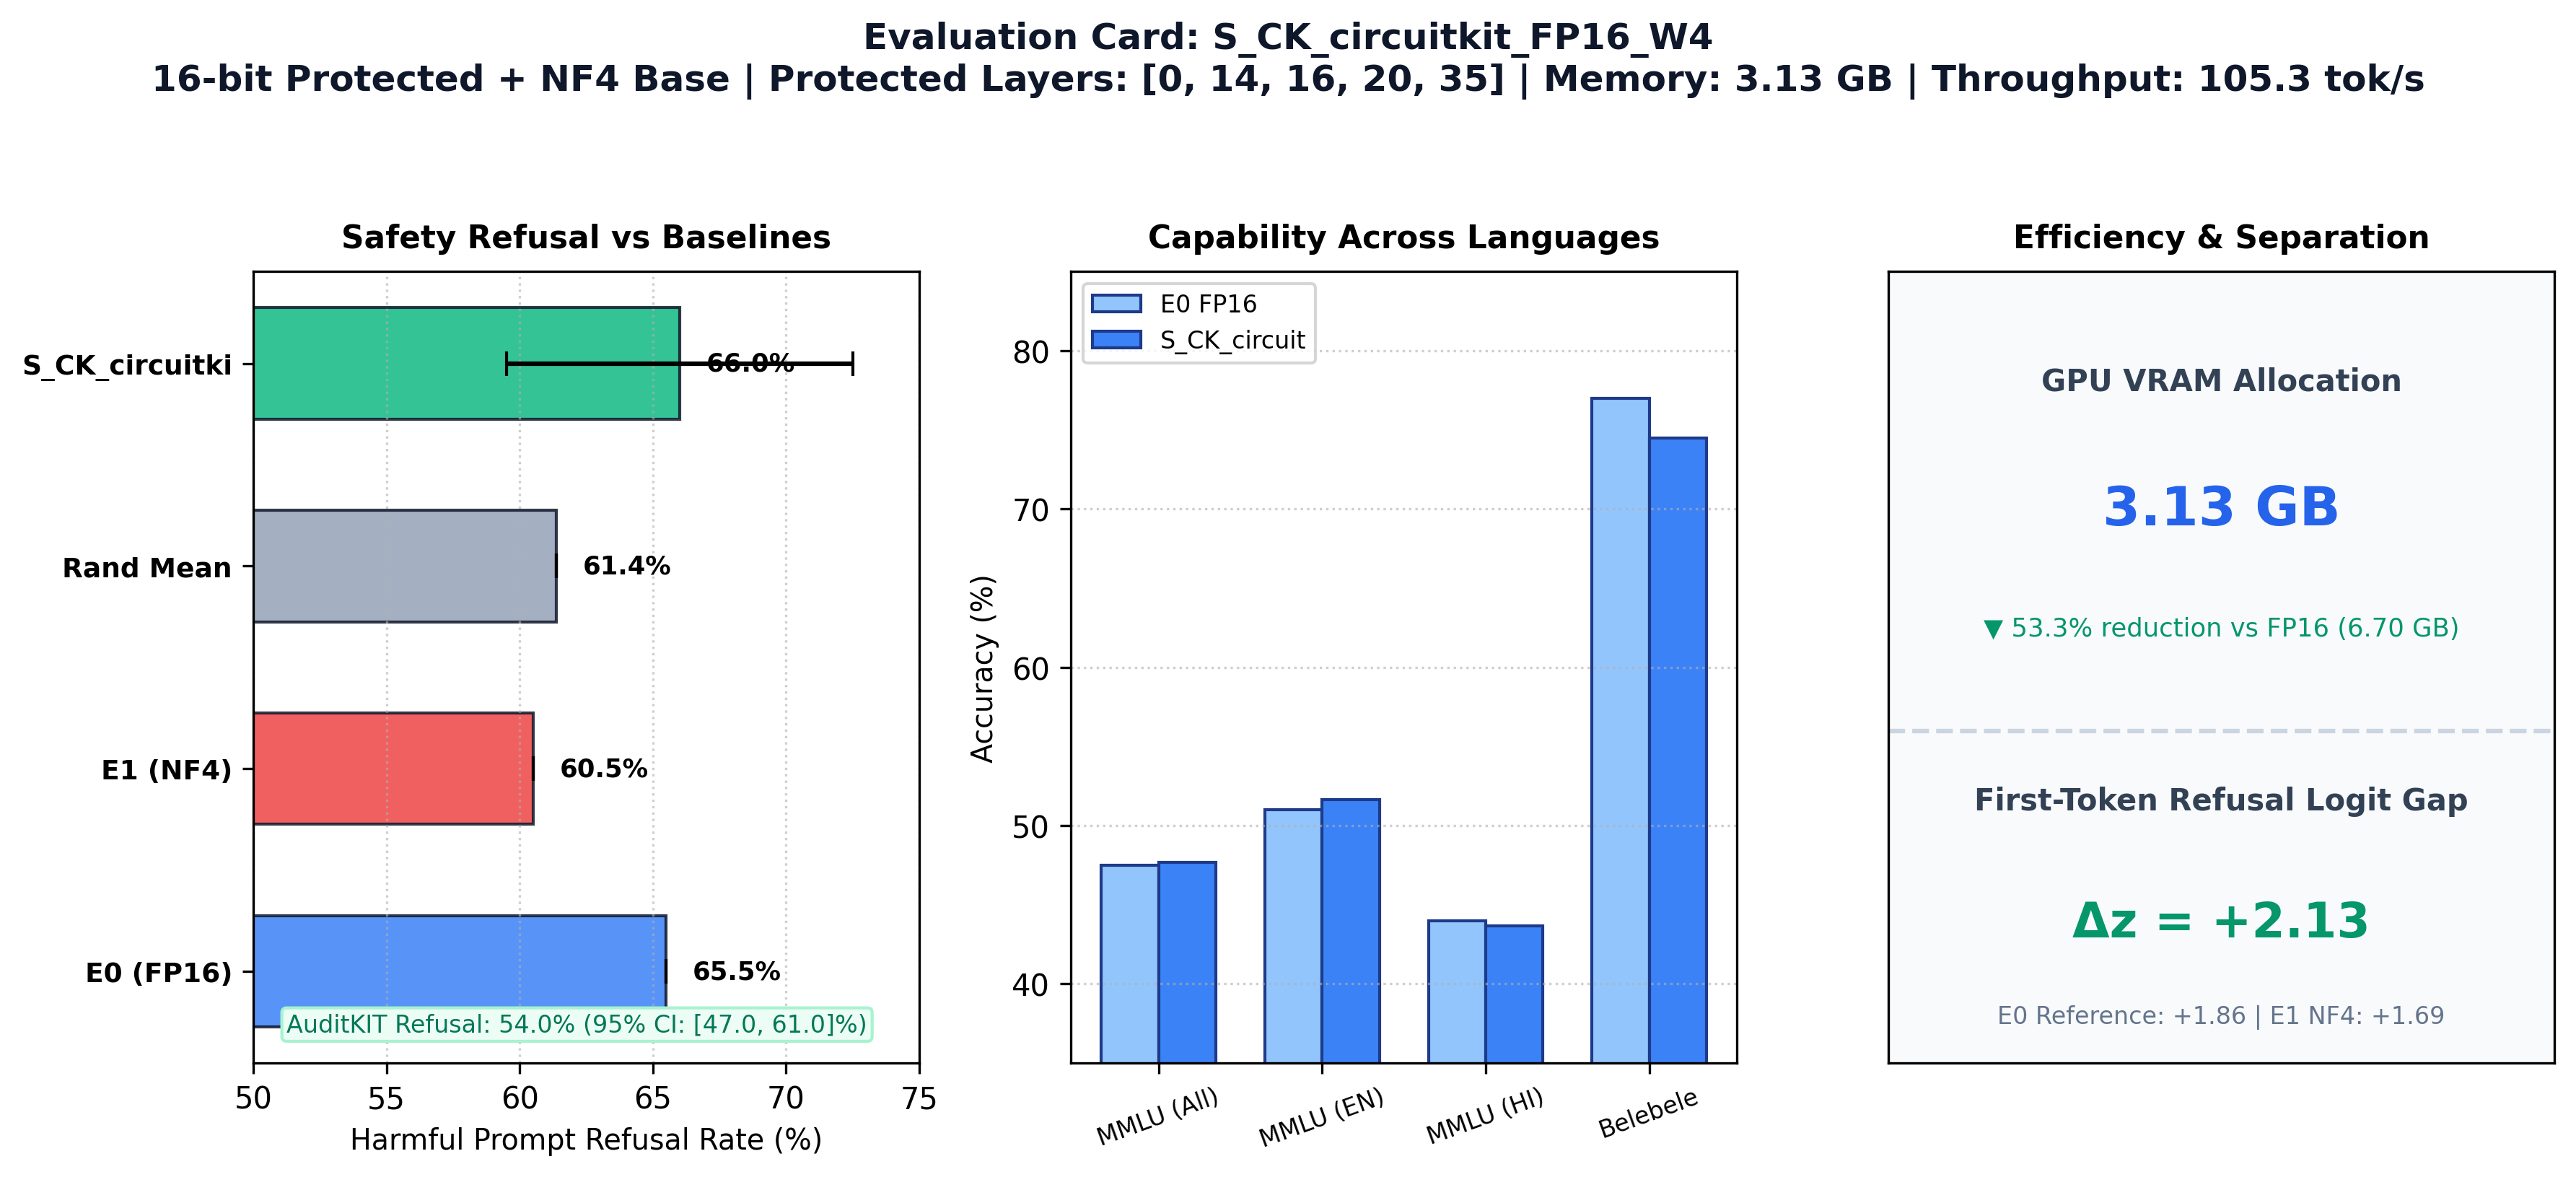 Evaluation Card: S_CK_circuitkit_FP16_W4
16-bit Protected + NF4 Base | Protected Layers: [0, 14, 16, 20, 35] | Memory: 3.13 GB | Throughput: 105.3 tok/s
Safety Refusal vs Baselines
S_CK_circuitki
66.0%
Rand Mean
61.4%
E1 (NF4)
60.5%
E0 (FP16)
65.5%
AuditKIT Refusal: 54.0% (95% CI: [47.0, 61.0]%)
50 55 60 65 70 75
Harmful Prompt Refusal Rate (%)
Capability Across Languages
E0 FP16
S_CK_circuit
Accuracy (%)
80
70
60
50
40
MMLU (All) MMLU (EN) MMLU (HI) Belebele
Efficiency & Separation
GPU VRAM Allocation
3.13 GB
▼ 53.3% reduction vs FP16 (6.70 GB)
First-Token Refusal Logit Gap
Δz = +2.13
E0 Reference: +1.86 | E1 NF4: +1.69